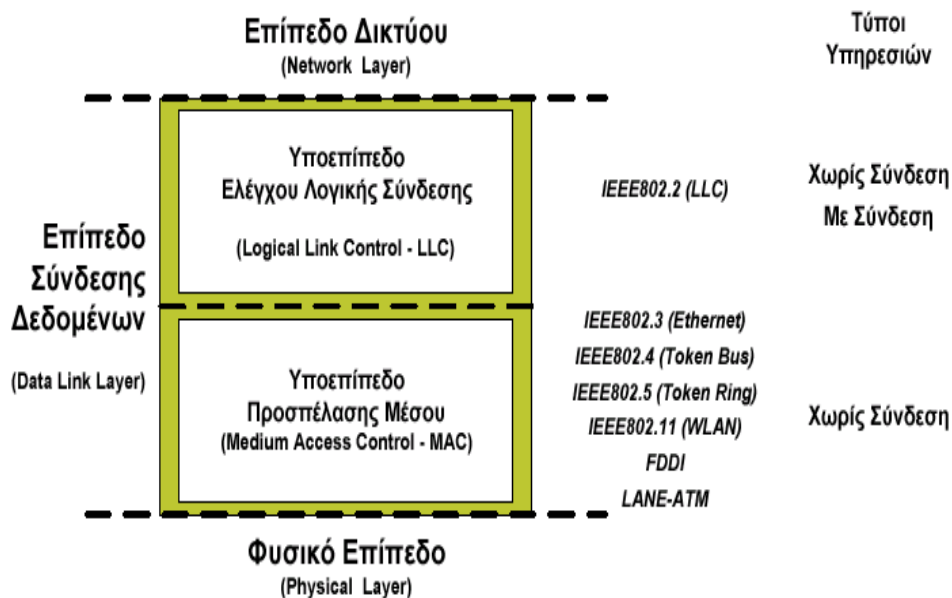 Επίπεδο Δικτύου
(Network Layer)
Τύποι
Υπηρεσιών
Υποεπίπεδο
Ελέγχου Λογικής Σύνδεσης
(Logical Link Control - LLC)
IEEE802.2 (LLC)
Χωρίς Σύνδεση
Με Σύνδεση
Επίπεδο
Σύνδεσης
Δεδομένων
(Data Link Layer)
Υποεπίπεδο
Προσπέλασης Μέσου
(Medium Access Control - MAC)
IEEE802.3 (Ethernet)
IEEE802.4 (Token Bus)
IEEE802.5 (Token Ring)
IEEE802.11 (WLAN)
FDDI
LANE-ATM
Χωρίς Σύνδεση
Φυσικό Επίπεδο
(Physical Layer)